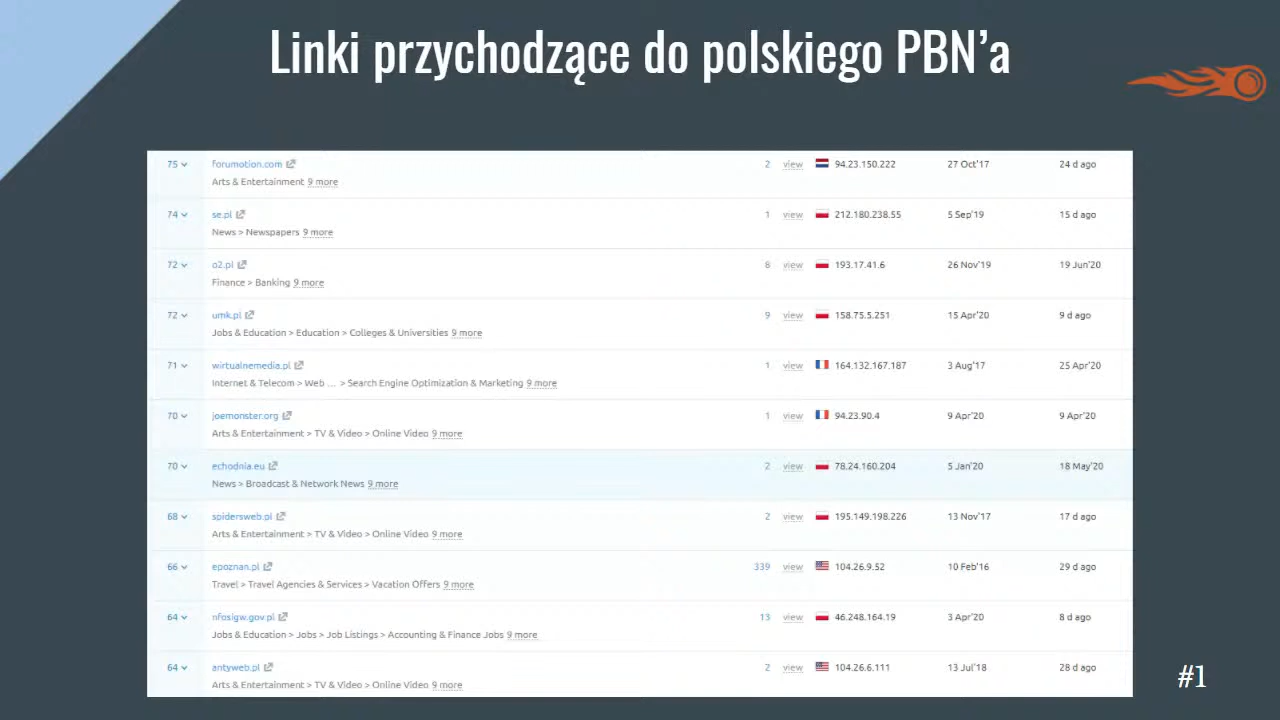 Linki przychodzące do polskiego PBN’a
75 forumotion.com 2 view 94.23.150.222 27 Oct'17 24 d ago
Arts & Entertainment 9 more
74 se.pl 1 view 212.180.238.55 5 Sep'19 15 d ago
News > Newspapers 9 more
72 o2.pl 8 view 193.17.41.6 26 Nov'19 19 Jun'20
Finance > Banking 9 more
72 umk.pl 9 view 158.75.5.251 15 Apr'20 9 d ago
Jobs & Education > Education > Colleges & Universities 9 more
71 wirtualnemedia.pl 1 view 164.132.167.187 3 Aug'17 25 Apr'20
Internet & Telecom > Web ... > Search Engine Optimization & Marketing 9 more
70 joemonster.org 1 view 94.23.90.4 9 Apr'20 9 Apr'20
Arts & Entertainment > TV & Video > Online Video 9 more
70 echodnia.eu 2 view 78.24.160.204 5 Jan'20 18 May'20
News > Broadcast & Network News 9 more
68 spidersweb.pl 2 view 195.149.198.226 13 Nov'17 17 d ago
Arts & Entertainment > TV & Video > Online Video 9 more
66 epoznan.pl 339 view 104.26.9.52 10 Feb'16 29 d ago
Travel > Travel Agencies & Services > Vacation Offers 9 more
64 nfosigw.gov.pl 13 view 46.248.164.19 3 Apr'20 8 d ago
Jobs & Education > Jobs > Job Listings > Accounting & Finance Jobs 9 more
64 antyweb.pl 2 view 104.26.6.111 13 Jul'18 28 d ago
Arts & Entertainment > TV & Video > Online Video 9 more
#1